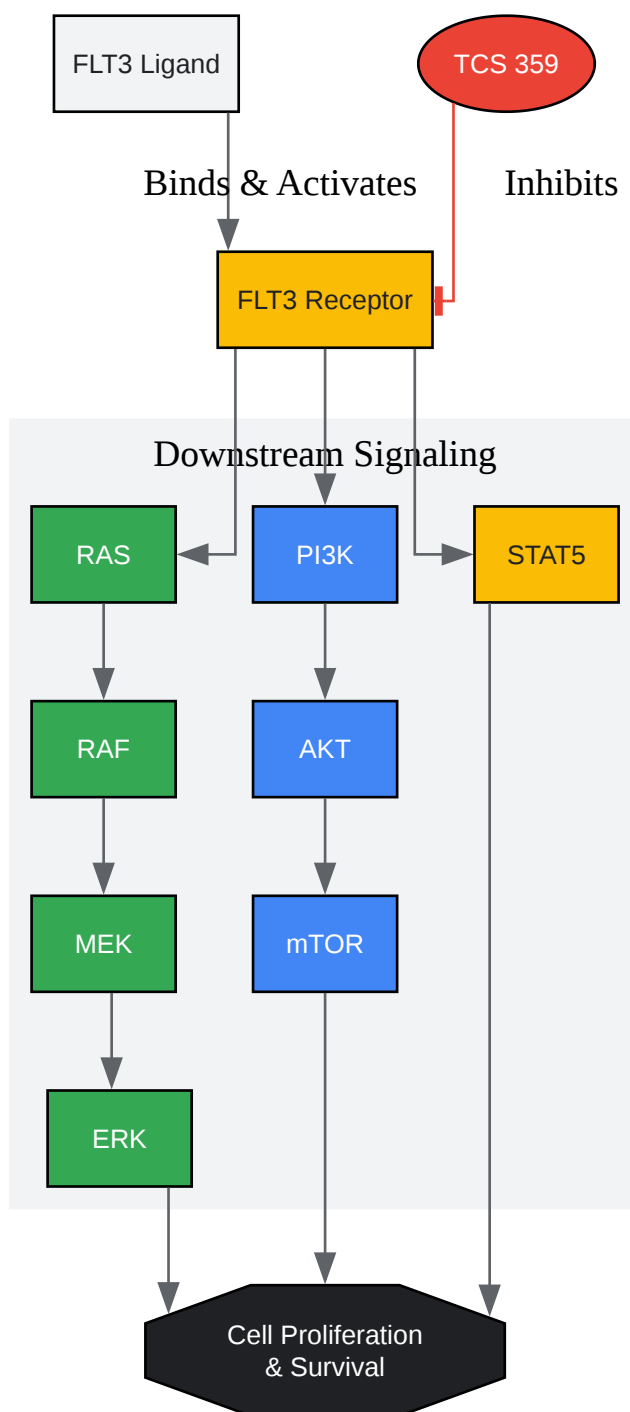 FLT3 Ligand
TCS 359
Binds & Activates
Inhibits
FLT3 Receptor
Downstream Signaling
RAS
PI3K
STAT5
RAF
AKT
MEK
mTOR
ERK
Cell Proliferation
& Survival